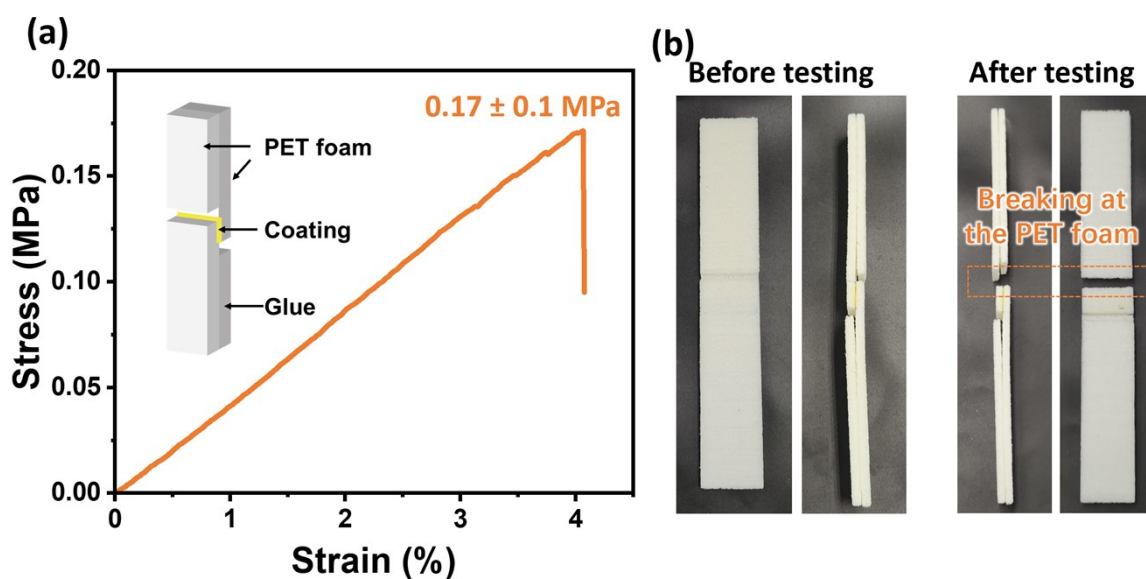 (a)
0.20
0.15
0.10
0.05
0.00
Stress (MPa)
0.17 ± 0.1 MPa
PET foam
Coating
Glue
0 1 2 3 4
Strain (%)
(b)
Before testing
After testing
Breaking at
the PET foam